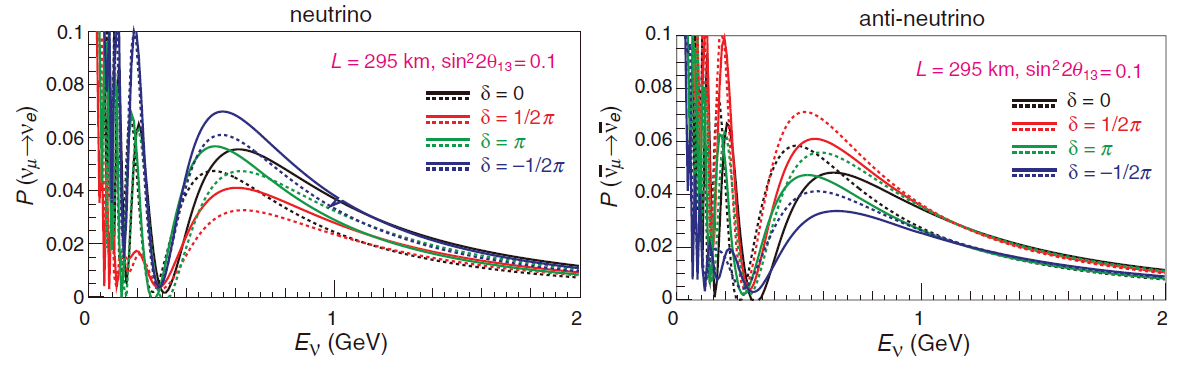 neutrino
L = 295 km, sin²2θ₁₃ = 0.1
δ = 0
δ = 1/2π
δ = π
δ = −1/2π
P (νμ → νe)
0.1
0.08
0.06
0.04
0.02
0
0 1 2
Eν (GeV)
anti-neutrino
L = 295 km, sin²2θ₁₃ = 0.1
δ = 0
δ = 1/2π
δ = π
δ = −1/2π
P (ν̄μ → ν̄e)
0.1
0.08
0.06
0.04
0.02
0
0 1 2
Eν (GeV)